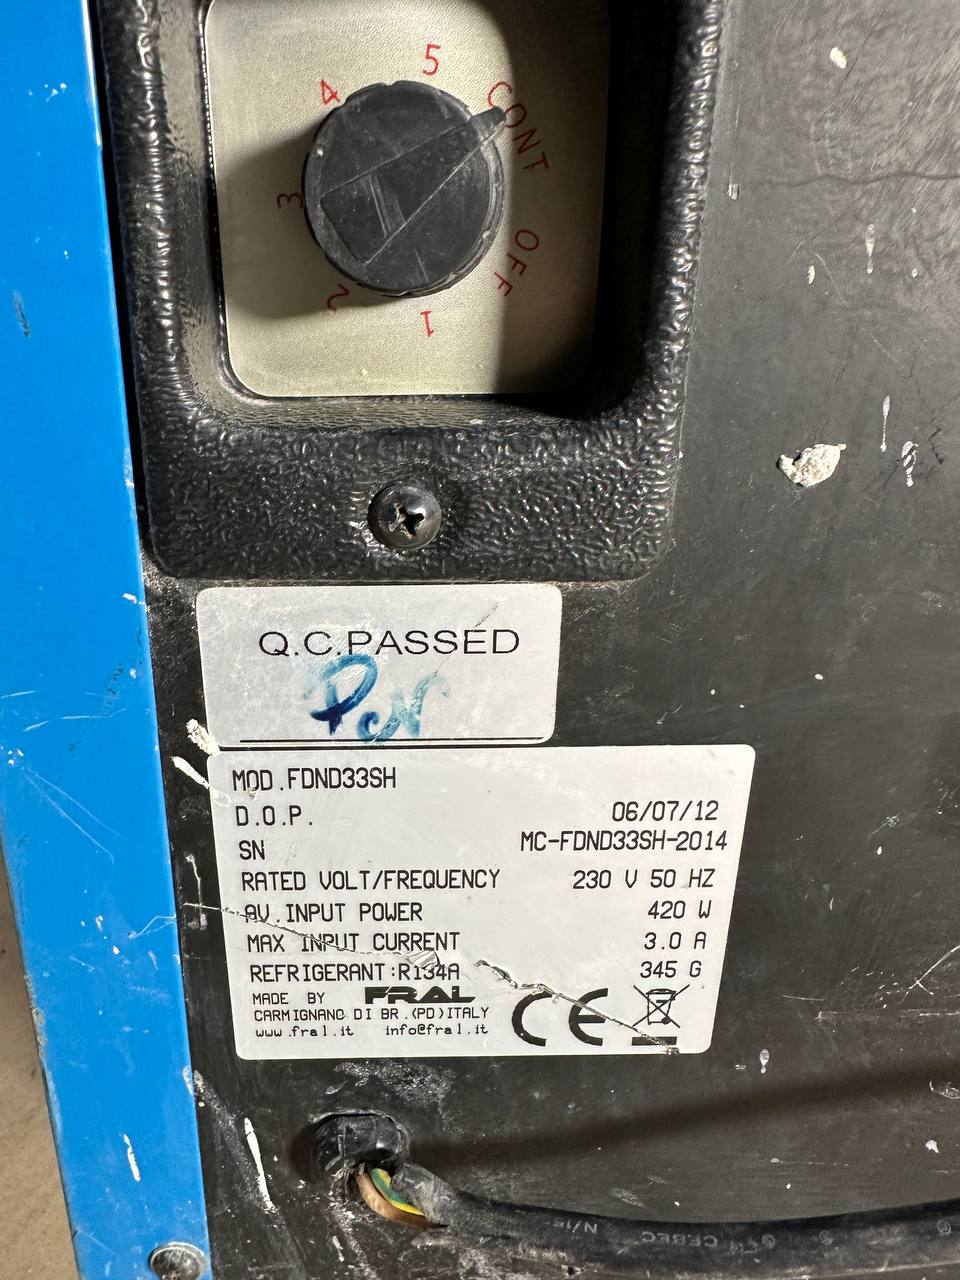 5
4
CONT
3
OFF
2
1
Q.C.PASSED
MOD.FDND33SH
D.O.P. 06/07/12
SN MC-FDND33SH-2014
RATED VOLT/FREQUENCY 230 V 50 HZ
AV.INPUT POWER 420 W
MAX INPUT CURRENT 3.0 A
REFRIGERANT:R134A 345 G
MADE BY FRAL
CARMIGNANO DI BR.(PD)ITALY
www.fral.it info@fral.it
CE